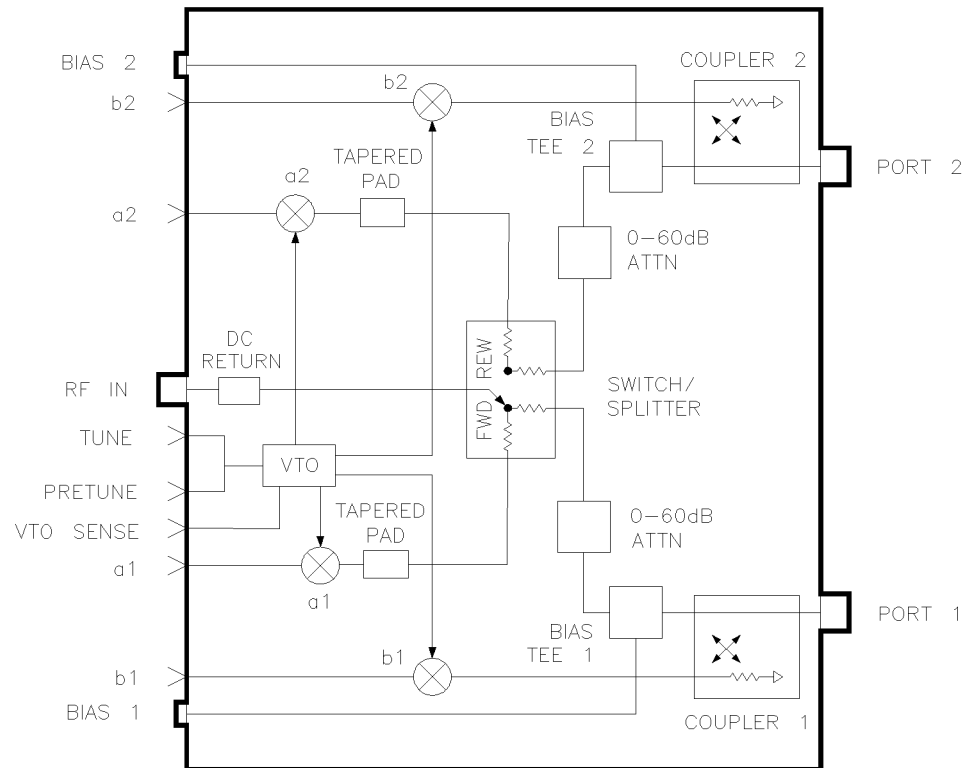 BIAS 2
COUPLER 2
b2
b2
BIAS
TEE 2
TAPERED
PAD
a2
PORT 2
a2
0-60dB
ATTN
DC
RETURN
REW
RF IN
SWITCH/
SPLITTER
FWD
TUNE
VTO
PRETUNE
TAPERED
PAD
0-60dB
ATTN
VTO SENSE
a1
a1
PORT 1
BIAS
TEE 1
b1
b1
BIAS 1
COUPLER 1